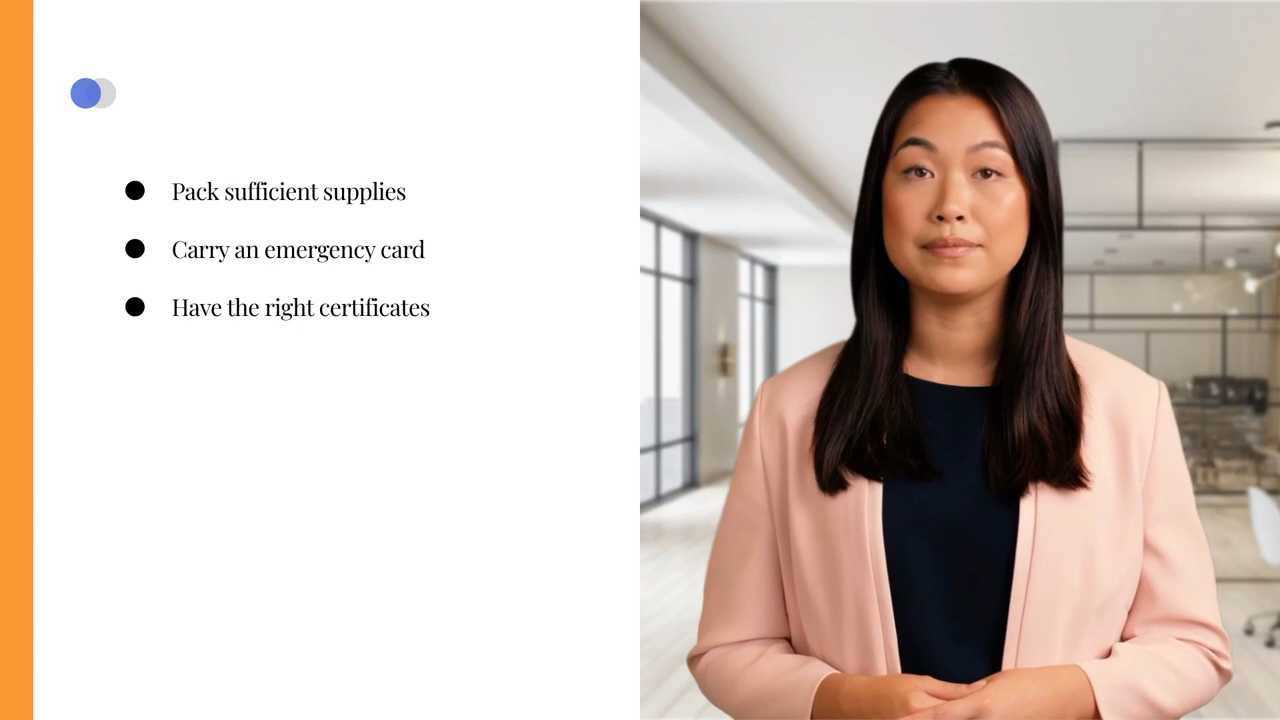 Pack sufficient supplies
Carry an emergency card
Have the right certificates